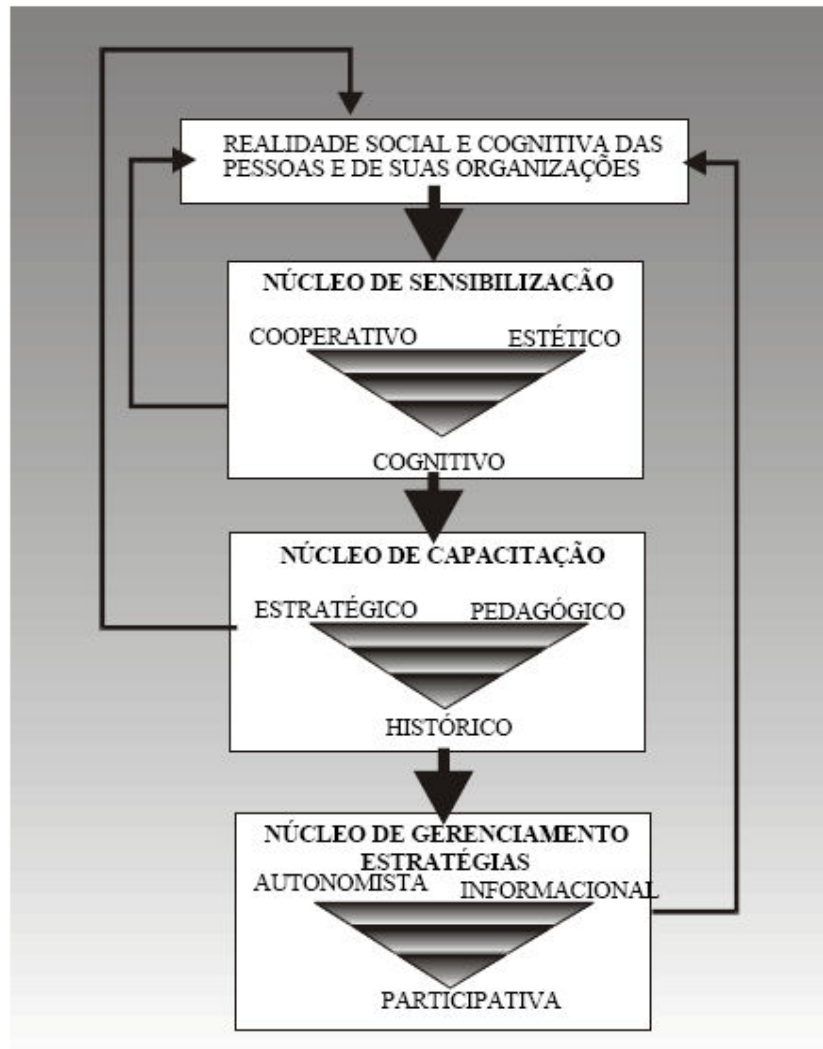 REALIDADE SOCIAL E COGNITIVA DAS
PESSOAS E DE SUAS ORGANIZAÇÕES
NÚCLEO DE SENSIBILIZAÇÃO
COOPERATIVO ESTÉTICO
COGNITIVO
NÚCLEO DE CAPACITAÇÃO
ESTRATÉGICO PEDAGÓGICO
HISTÓRICO
NÚCLEO DE GERENCIAMENTO
ESTRATÉGIAS
AUTONOMISTA INFORMACIONAL
PARTICIPATIVA